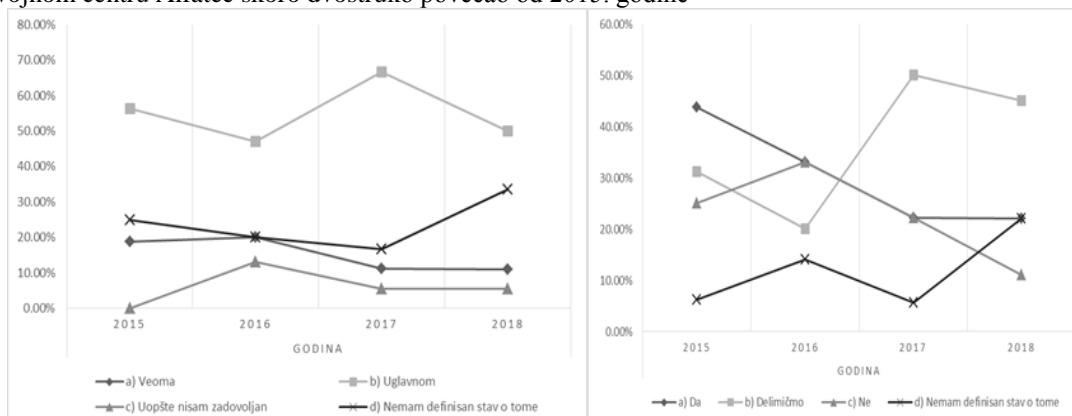 centru Knauec skoro dvostruko povećao od 2015. godine
80.00%
70.00%
60.00%
50.00%
40.00%
30.00%
20.00%
10.00%
0.00%
2015 2016 2017 2018
GODINA
a) Veoma b) Uglavnom
c) Uopšte nisam zadovoljan d) Nemam definisan stav o tome
60.00%
50.00%
40.00%
30.00%
20.00%
10.00%
0.00%
2015 2016 2017 2018
GODINA
a) Da b) Delimičmo c) Ne d) Nemam definisan stav o tome